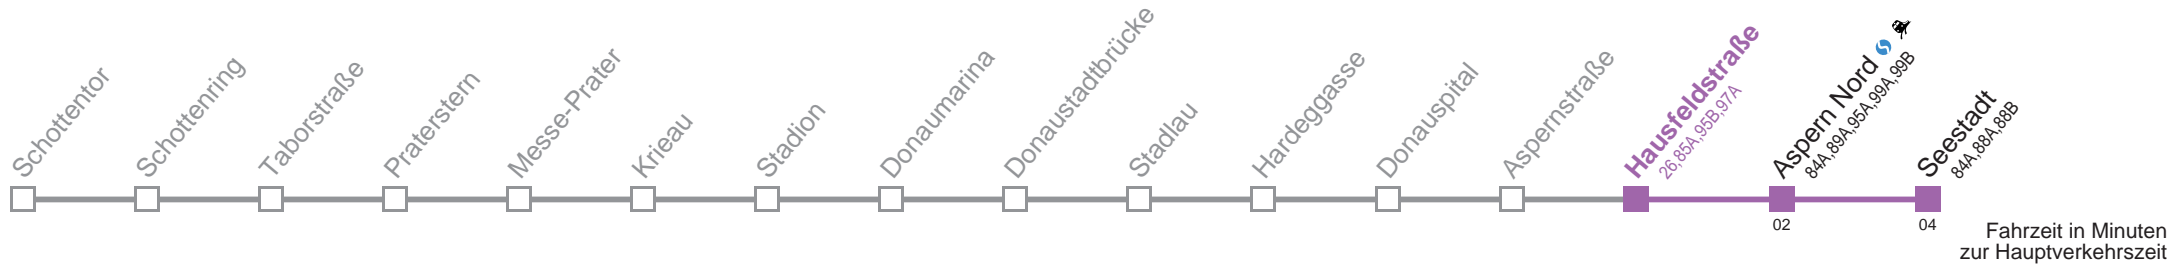 Schottentor
Schottenring
Taborstraße
Praterstern
Messe-Prater
Krieau
Stadion
Donaumarina
Donaustadtbrücke
Stadlau
Hardeggasse
Donauspital
Aspernstraße
Hausfeldstraße
26,85A,95B,97A
Aspern Nord
84A,89A,95A,99A,99B
Seestadt
84A,88A,88B
02
04
Fahrzeit in Minuten
zur Hauptverkehrszeit